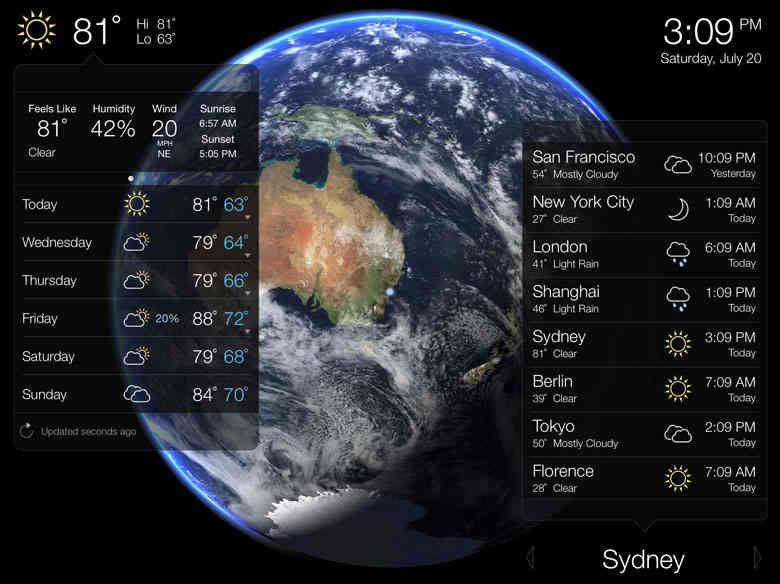 81°
Hi 81°
Lo 63°
3:09 PM
Saturday, July 20
Feels Like
81°
Clear
Humidity
42%
Wind
20
MPH
NE
Sunrise
6:57 AM
Sunset
5:05 PM
Today 81° 63°
Wednesday 79° 64°
Thursday 79° 66°
Friday 20% 88° 72°
Saturday 79° 68°
Sunday 84° 70°
Updated seconds ago
San Francisco 10:09 PM
54° Mostly Cloudy Yesterday
New York City 1:09 AM
27° Clear Today
London 6:09 AM
41° Light Rain Today
Shanghai 1:09 PM
46° Light Rain Today
Sydney 3:09 PM
81° Clear Today
Berlin 7:09 AM
39° Clear Today
Tokyo 2:09 PM
50° Mostly Cloudy Today
Florence 7:09 AM
28° Clear Today
Sydney